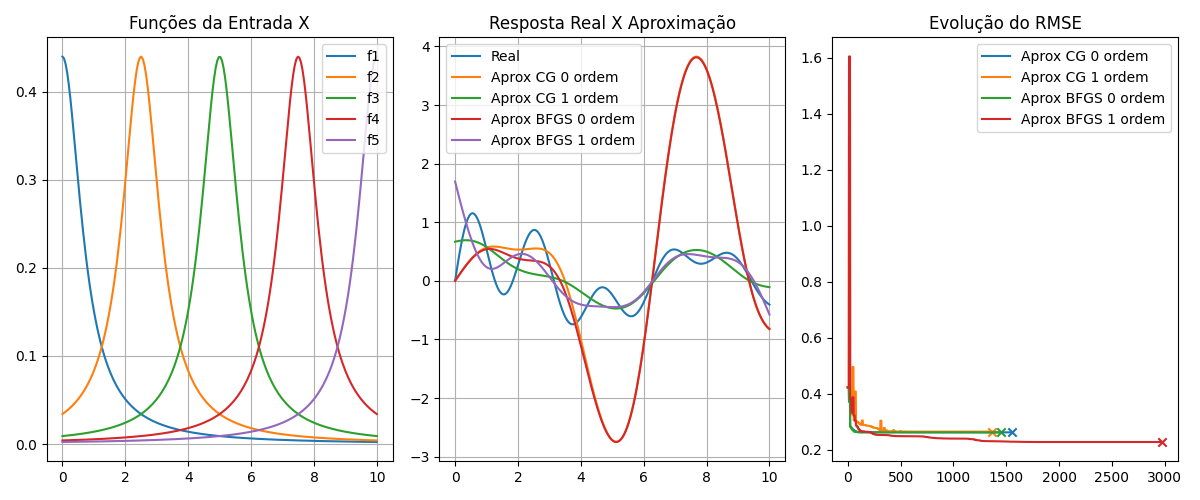 Funções da Entrada X
f1
f2
f3
f4
f5
0.4
0.3
0.2
0.1
0.0
0 2 4 6 8 10
Resposta Real X Aproximação
Real
Aprox CG 0 ordem
Aprox CG 1 ordem
Aprox BFGS 0 ordem
Aprox BFGS 1 ordem
4
3
2
1
0
−1
−2
−3
0 2 4 6 8 10
Evolução do RMSE
Aprox CG 0 ordem
Aprox CG 1 ordem
Aprox BFGS 0 ordem
Aprox BFGS 1 ordem
1.6
1.4
1.2
1.0
0.8
0.6
0.4
0.2
0 500 1000 1500 2000 2500 3000